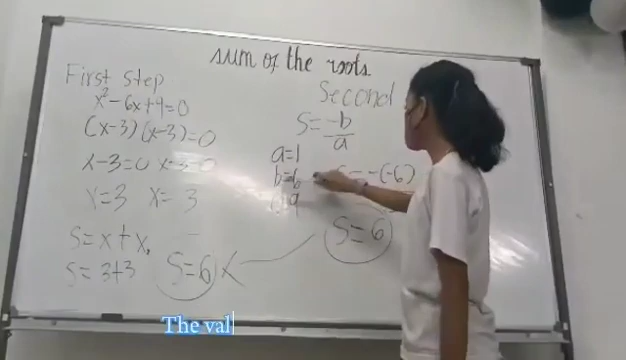 sum of the roots.
First Step
x²-6x+9=0
(x-3)(x-3)=0
x-3=0 x-3=0
x=3 x=3
S=x+x,
S=3+3
S=6
Second
S=-b/a
a=1
b=-6
-(-6)
S=6
The val